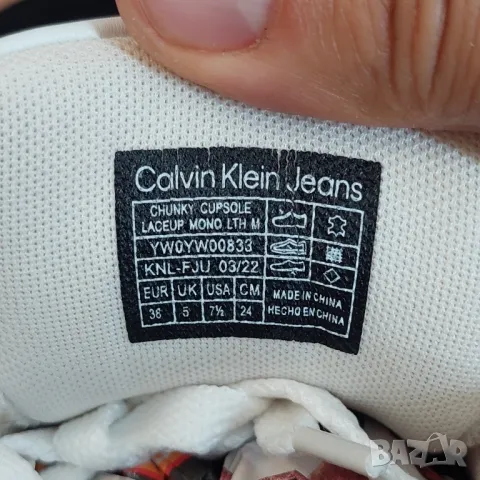 Calvin Klein Jeans
CHUNKY CUPSOLE
LACEUP MONO LTH M
YW0YW00833
KNL-FJU 03/22
EUR UK USA CM
38 5 7½ 24
MADE IN CHINA
HECHO EN CHINA
BAZAR